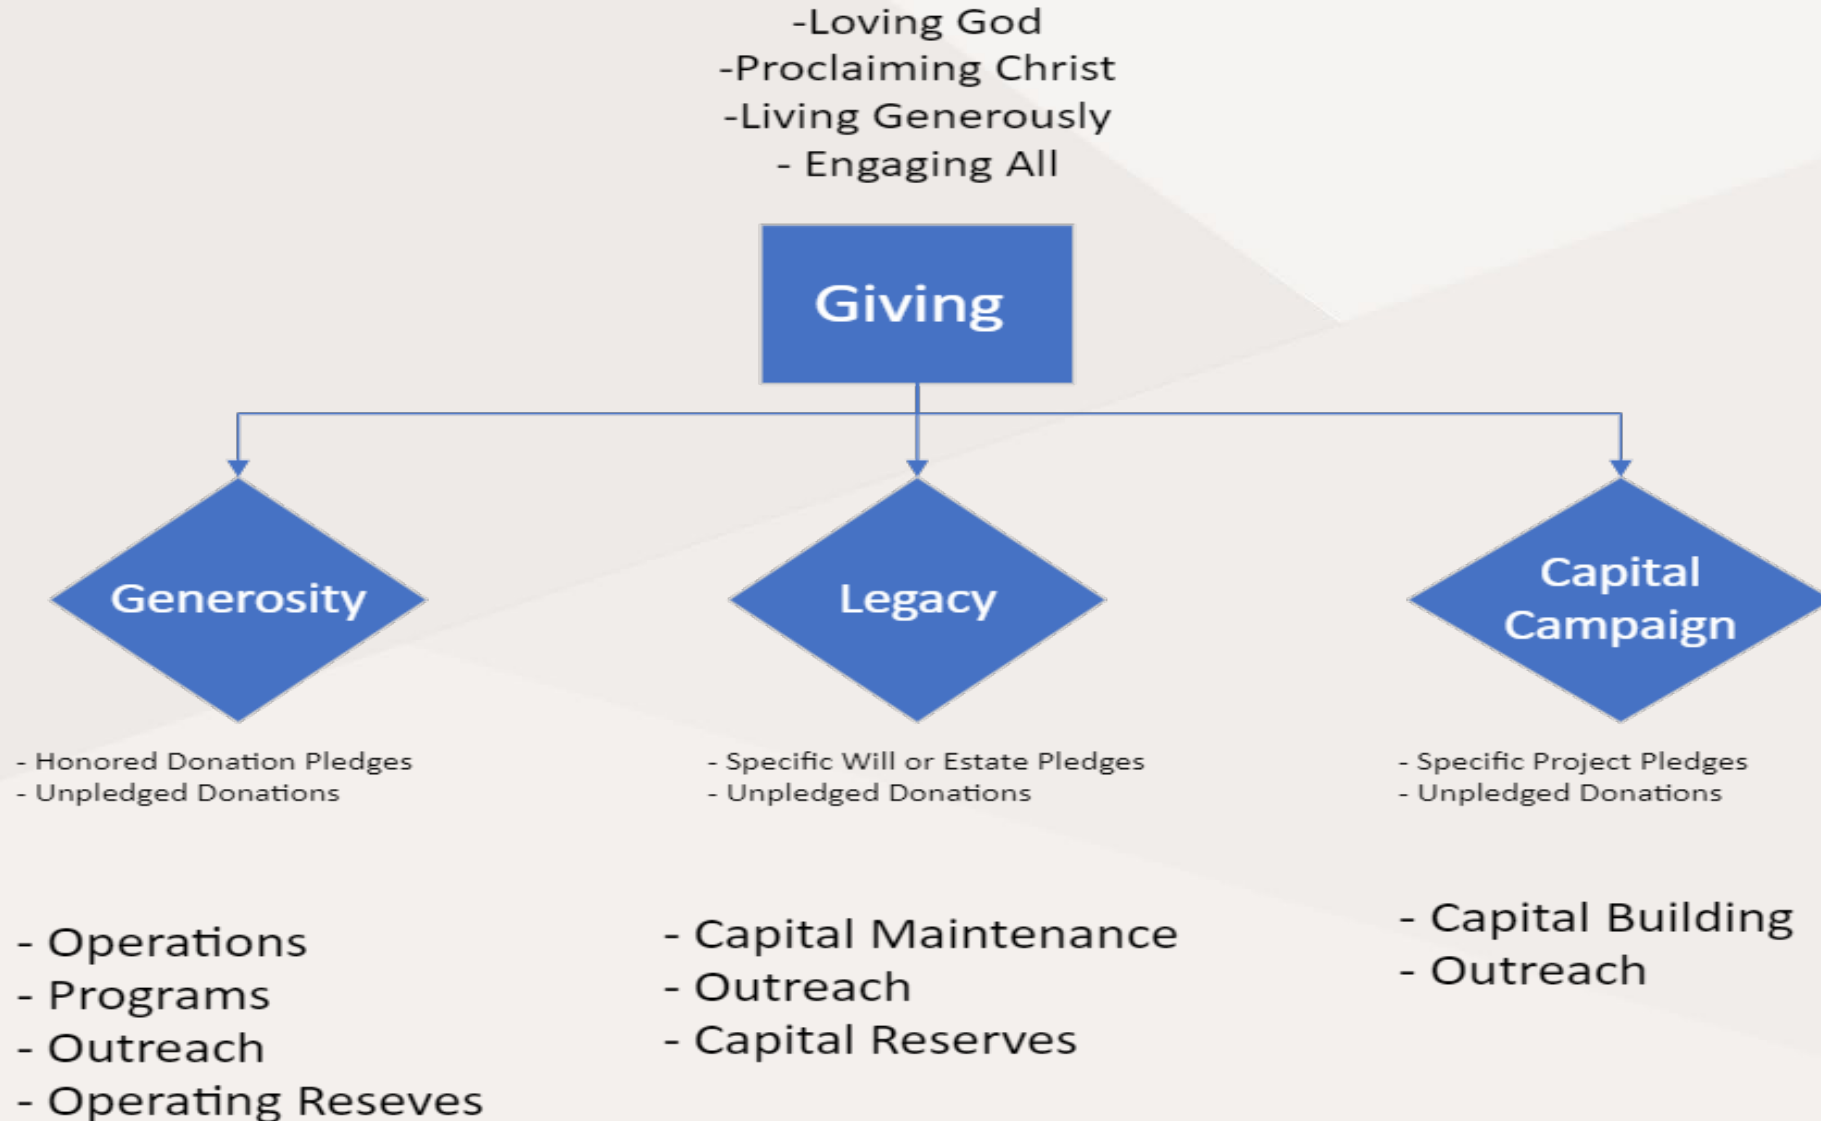 -Loving God
-Proclaiming Christ
-Living Generously
- Engaging All
Giving
Generosity
Legacy
Capital
Campaign
- Honored Donation Pledges
- Unpledged Donations
- Specific Will or Estate Pledges
- Unpledged Donations
- Specific Project Pledges
- Unpledged Donations
- Operations
- Programs
- Outreach
- Operating Reseves
- Capital Maintenance
- Outreach
- Capital Reserves
- Capital Building
- Outreach